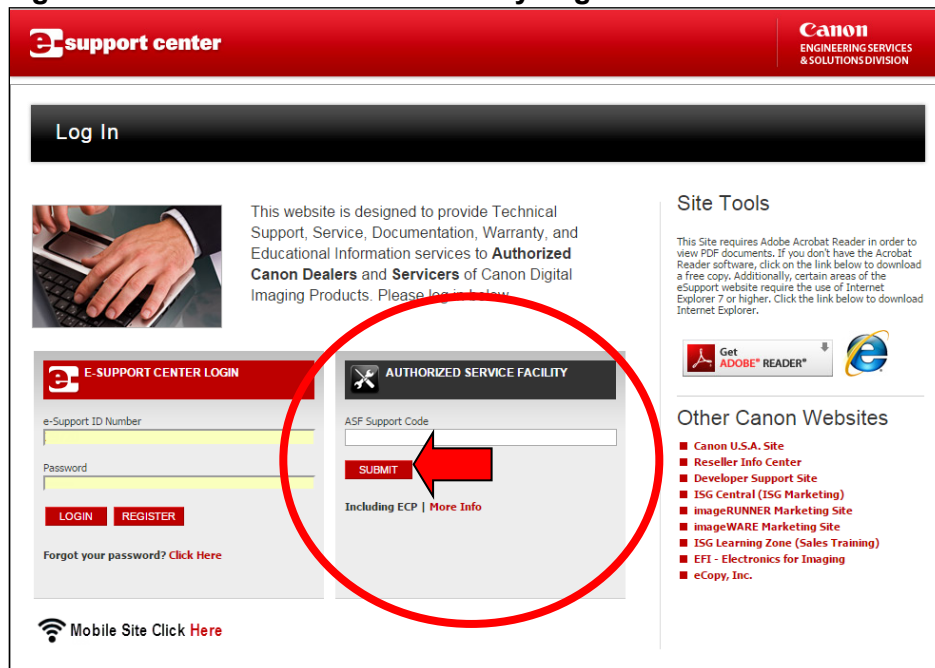 e-support center
Canon
ENGINEERING SERVICES
& SOLUTIONS DIVISION
Log In
This website is designed to provide Technical
Support, Service, Documentation, Warranty, and
Educational Information services to Authorized
Canon Dealers and Servicers of Canon Digital
Imaging Products. Please log in below
E-SUPPORT CENTER LOGIN
e-Support ID Number
Password
LOGIN REGISTER
Forgot your password? Click Here
AUTHORIZED SERVICE FACILITY
ASF Support Code
SUBMIT
Including ECP | More Info
Mobile Site Click Here
Site Tools
This Site requires Adobe Acrobat Reader in order to
view PDF documents. If you don't have the Acrobat
Reader software, click on the link below to download
a free copy. Additionally, certain areas of the
eSupport website require the use of Internet
Explorer 7 or higher. Click the link below to download
Internet Explorer.
Get
ADOBE® READER®
Other Canon Websites
Canon U.S.A. Site
Reseller Info Center
Developer Support Site
ISG Central (ISG Marketing)
imageRUNNER Marketing Site
imageWARE Marketing Site
ISG Learning Zone (Sales Training)
EFI - Electronics for Imaging
eCopy, Inc.